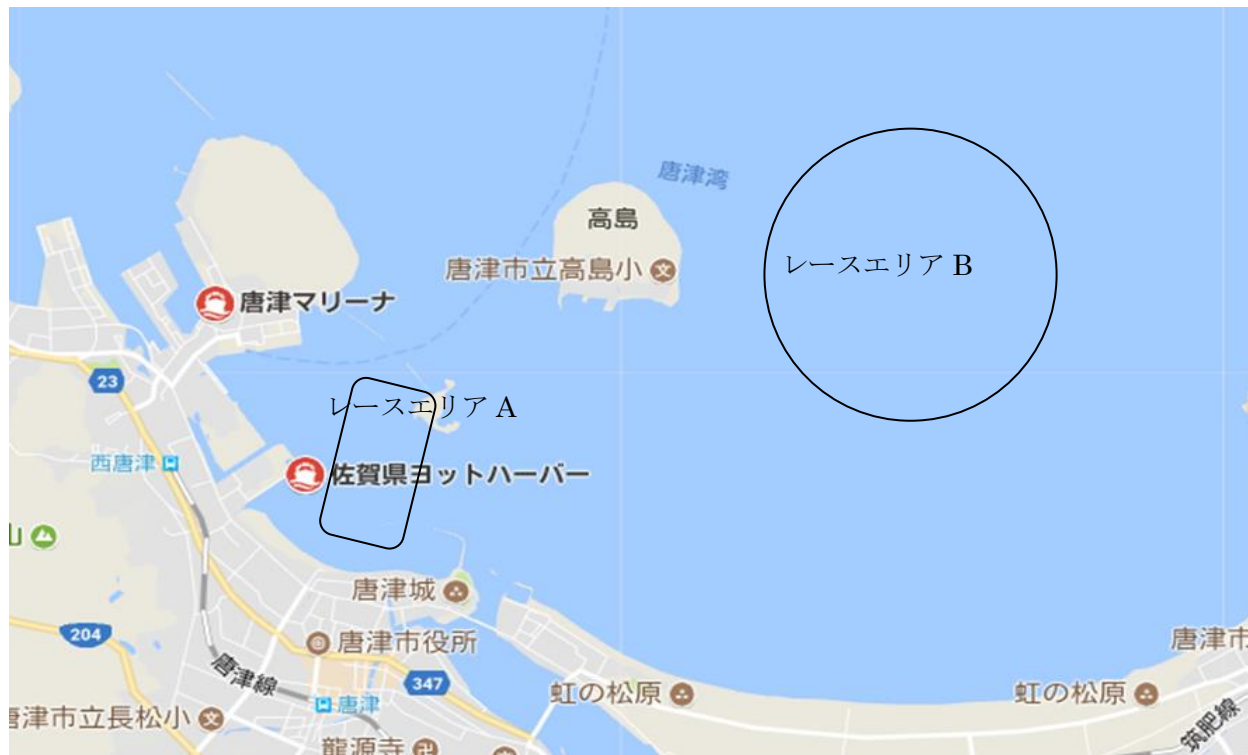 唐津湾
高島
唐津市立高島小
レースエリア B
唐津マリーナ
23
レースエリア A
西唐津
佐賀県ヨットハーバー
山
唐津城
204
唐津市役所
唐津市
唐津線
347
唐津
虹の松原
虹の松原
唐津市立長松小
龍源寺
筑肥線